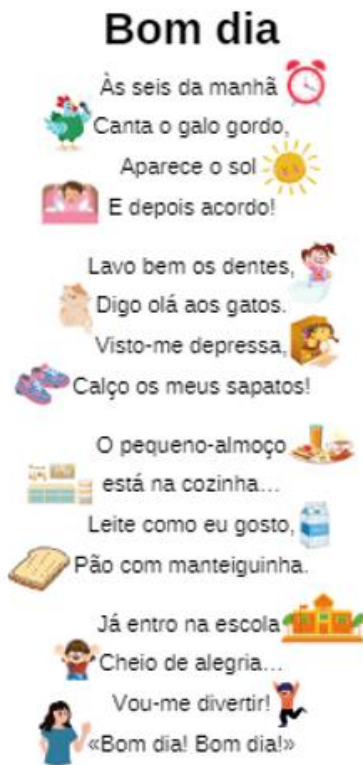 Bom dia
Às seis da manhã
Canta o galo gordo,
Aparece o sol
E depois acordo!
Lavo bem os dentes,
Digo olá aos gatos.
Visto-me depressa,
Calço os meus sapatos!
O pequeno-almoço
está na cozinha...
Leite como eu gosto,
Pão com manteiguinha.
Já entro na escola
Cheio de alegria...
Vou-me divertir!
«Bom dia! Bom dia!»